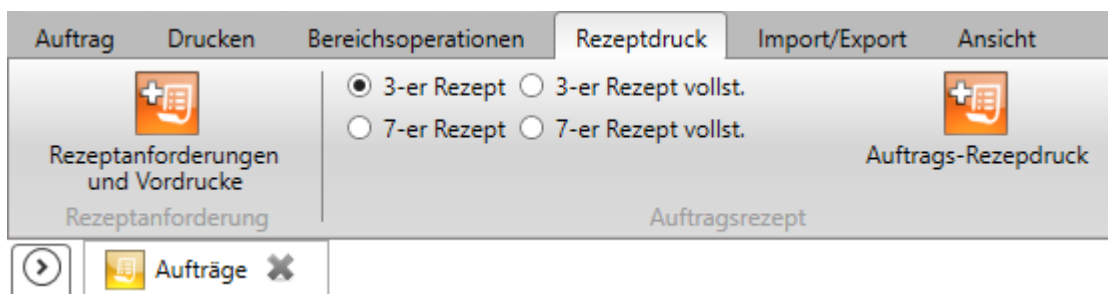 Auftrag Drucken Bereichsoperationen Rezeptdruck Import/Export Ansicht
3-er Rezept 3-er Rezept vollst.
7-er Rezept 7-er Rezept vollst.
Rezeptanforderungen
und Vordrucke
Auftrags-Rezepdruck
Rezeptanforderung Auftragsrezept
Aufträge